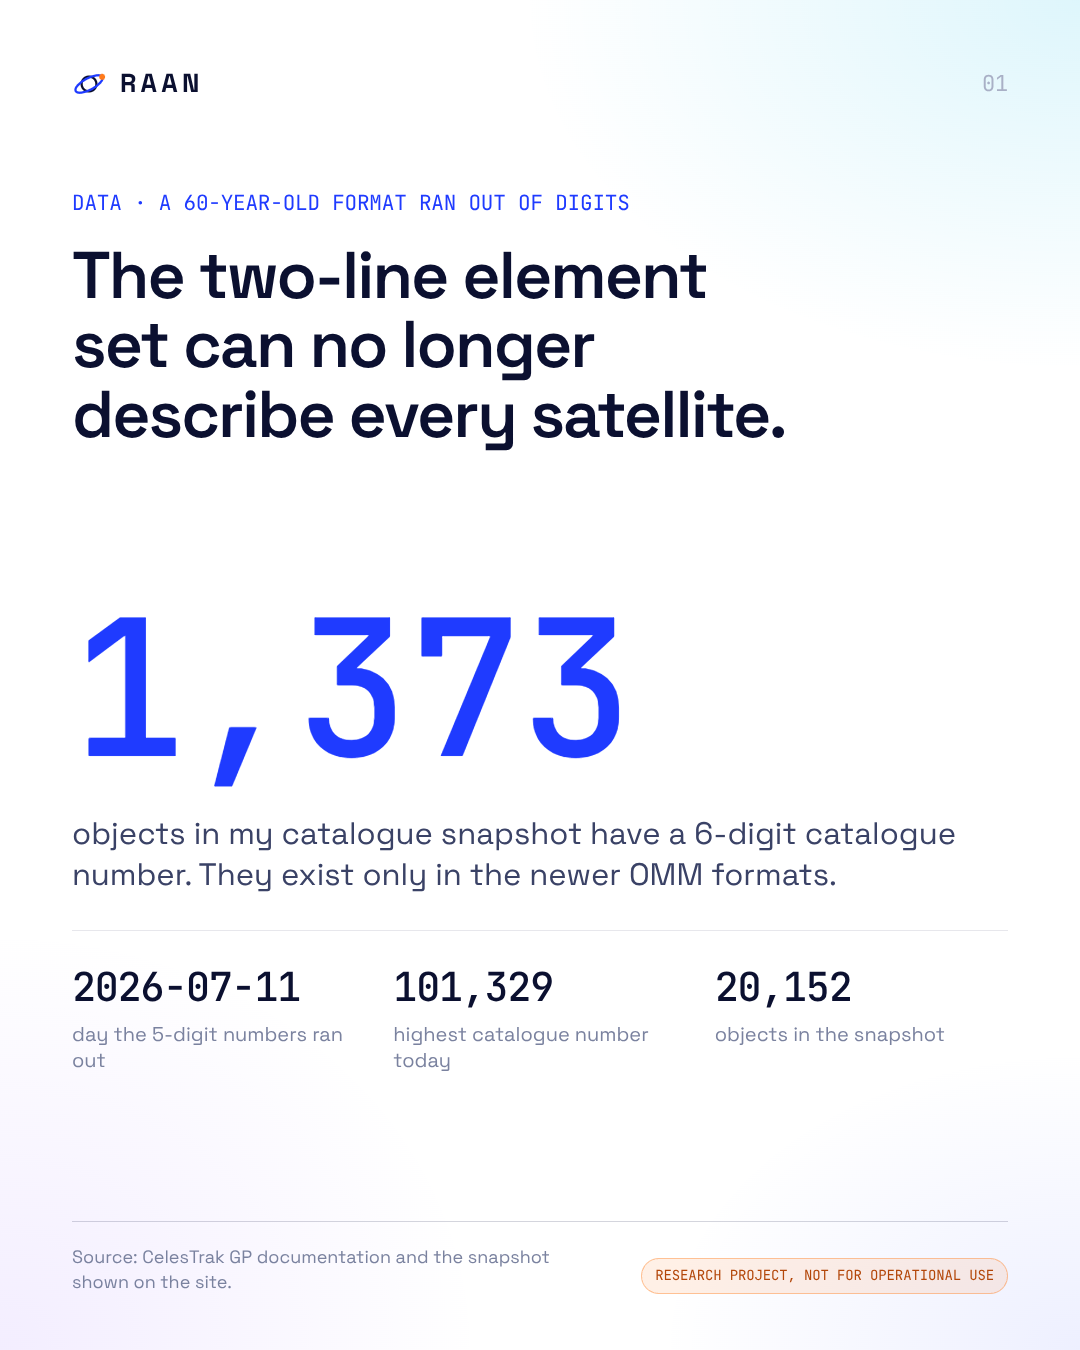 RAAN
01
DATA · A 60-YEAR-OLD FORMAT RAN OUT OF DIGITS
The two-line element
set can no longer
describe every satellite.
1,373
objects in my catalogue snapshot have a 6-digit catalogue
number. They exist only in the newer OMM formats.
2026-07-11
day the 5-digit numbers ran
out
101,329
highest catalogue number
today
20,152
objects in the snapshot
Source: CelesTrak GP documentation and the snapshot
shown on the site.
RESEARCH PROJECT, NOT FOR OPERATIONAL USE